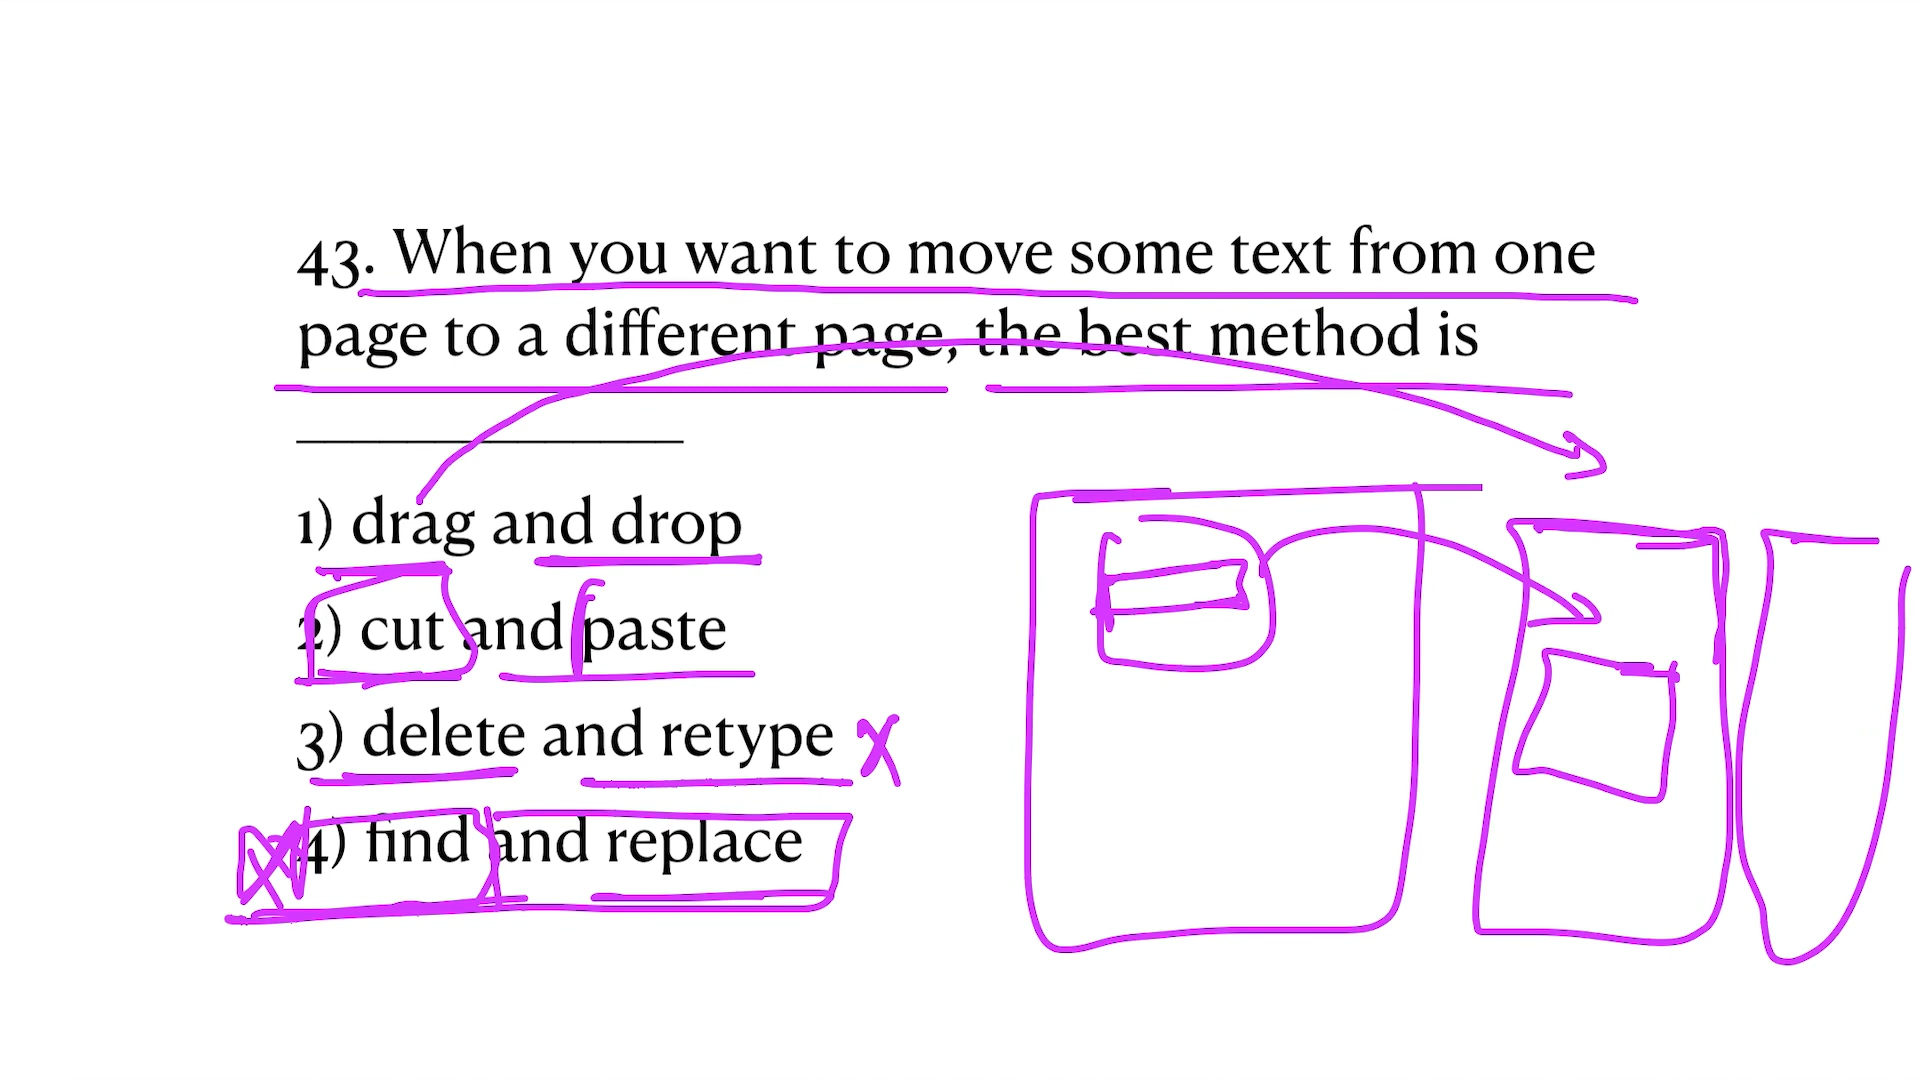 43. When you want to move some text from one
page to a different page, the best method is
______________
1) drag and drop
2) cut and paste
3) delete and retype
4) find and replace